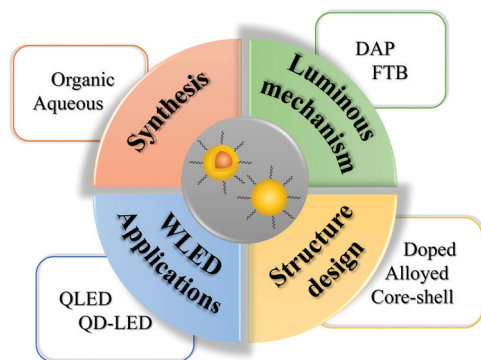 Organic
Aqueous
Synthesis
DAP
FTB
Luminous
mechanism
WLED
Applications
QLED
QD-LED
Structure
design
Doped
Alloyed
Core-shell